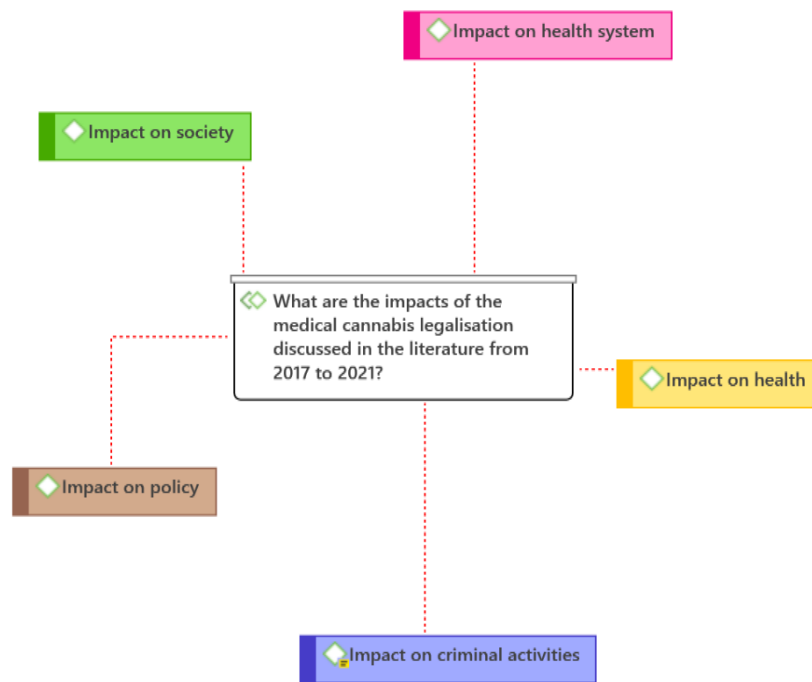 Impact on health system
Impact on society
What are the impacts of the
medical cannabis legalisation
discussed in the literature from
2017 to 2021?
Impact on health
Impact on policy
Impact on criminal activities